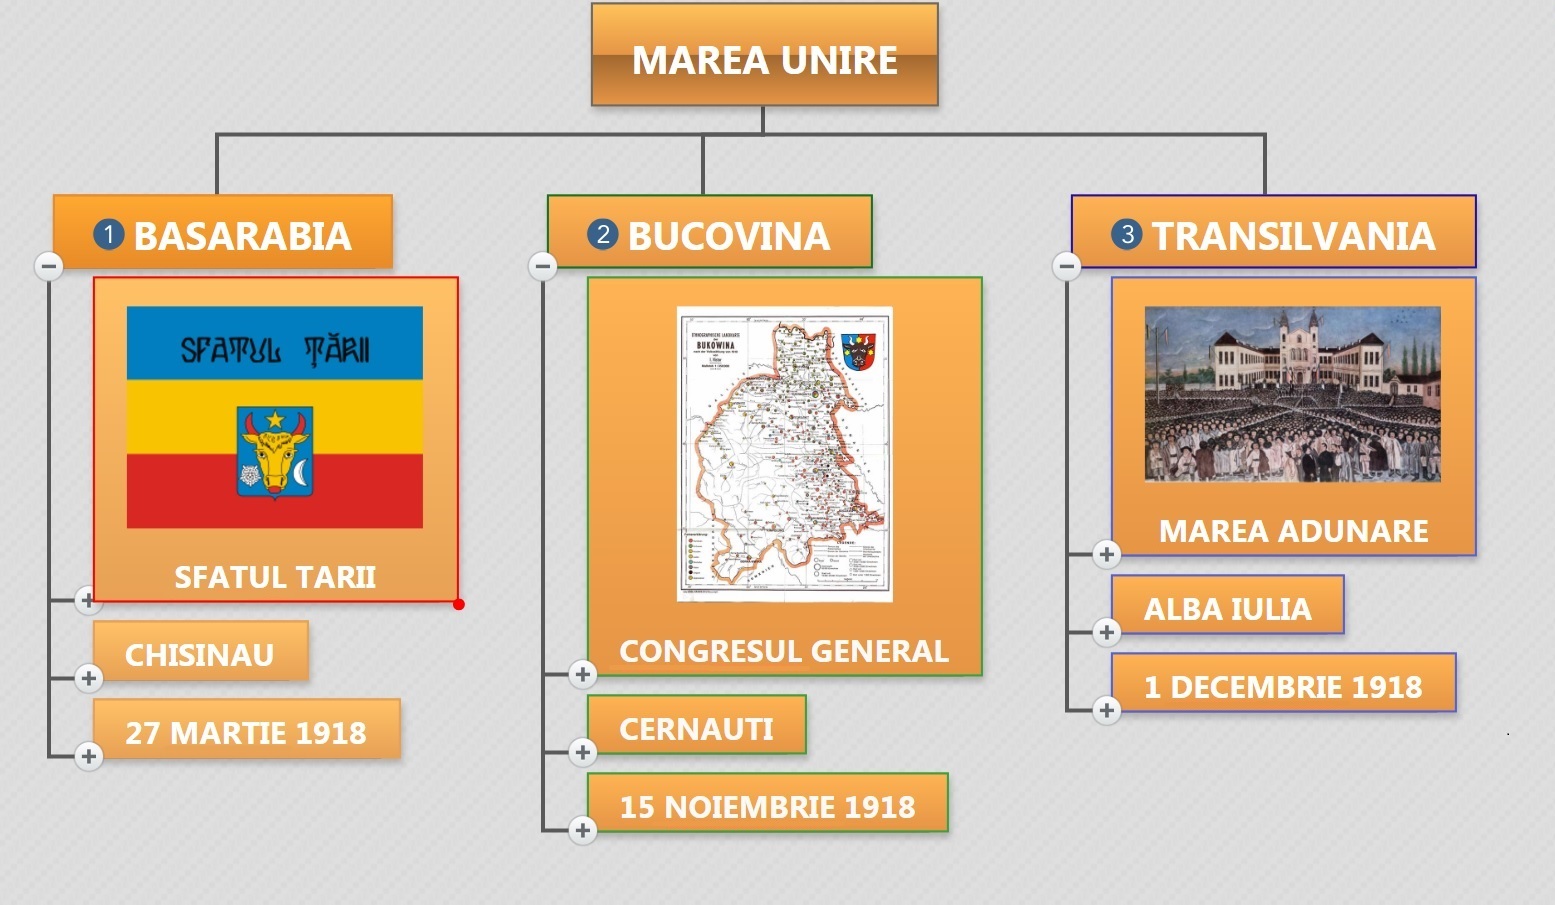 MAREA UNIRE
1 BASARABIA
SFATUL ȚĂRII
SFATUL TARII
CHISINAU
27 MARTIE 1918
2 BUCOVINA
BUKOWINA
CONGRESUL GENERAL
CERNAUTI
15 NOIEMBRIE 1918
3 TRANSILVANIA
MAREA ADUNARE
ALBA IULIA
1 DECEMBRIE 1918